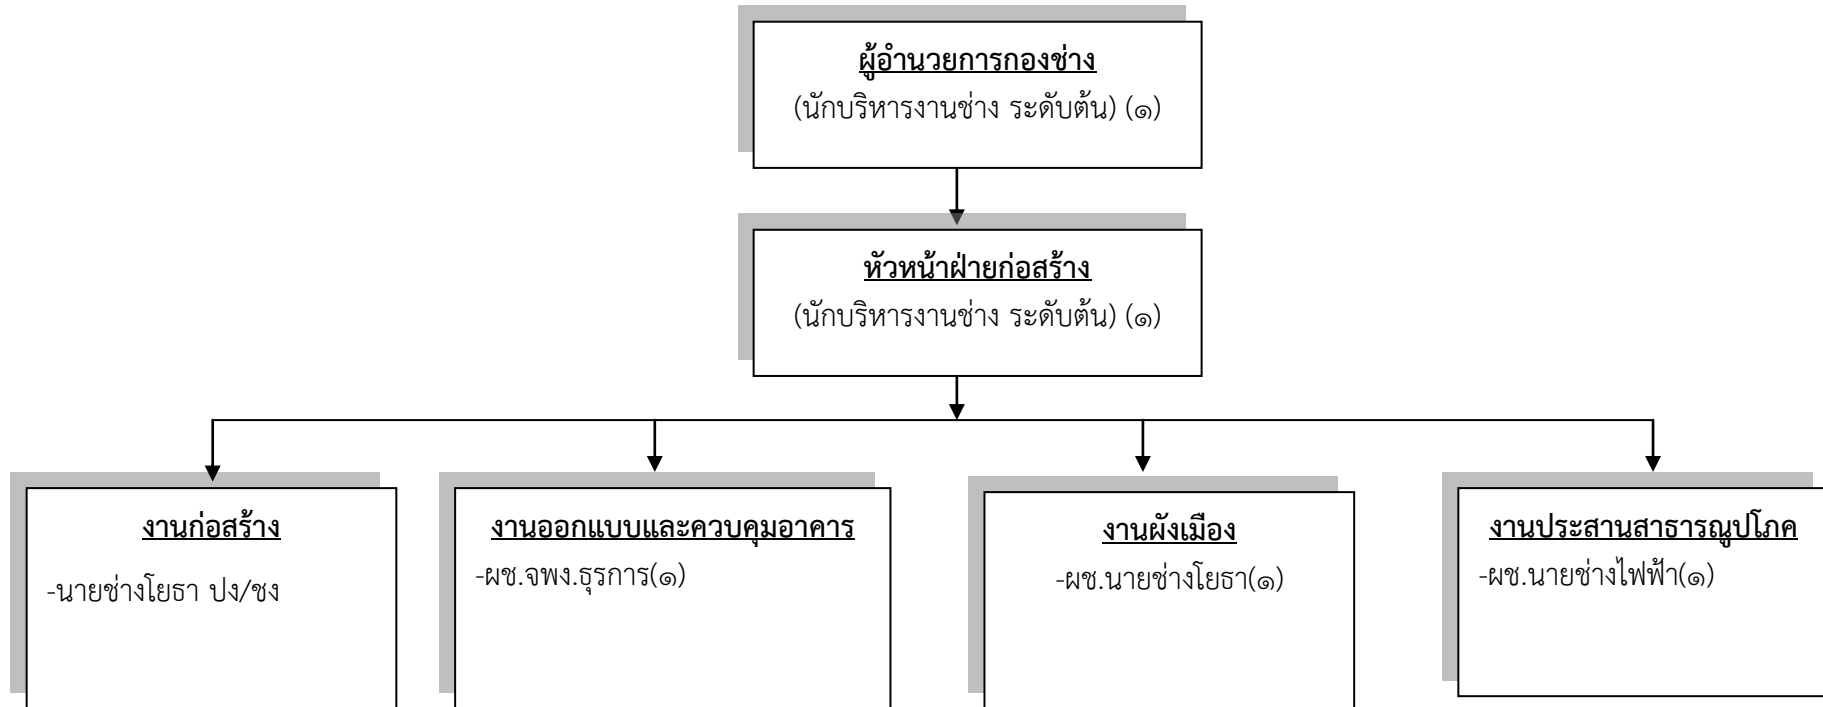 ผู้อำนวยการกองช่าง
(นักบริหารงานช่าง ระดับต้น) (๑)
หัวหน้าฝ่ายก่อสร้าง
(นักบริหารงานช่าง ระดับต้น) (๑)
งานก่อสร้าง
-นายช่างโยธา ปง/ชง
งานออกแบบและควบคุมอาคาร
-ผช.จพง.ธุรการ(๑)
งานผังเมือง
-ผช.นายช่างโยธา(๑)
งานประสานสาธารณูปโภค
-ผช.นายช่างไฟฟ้า(๑)